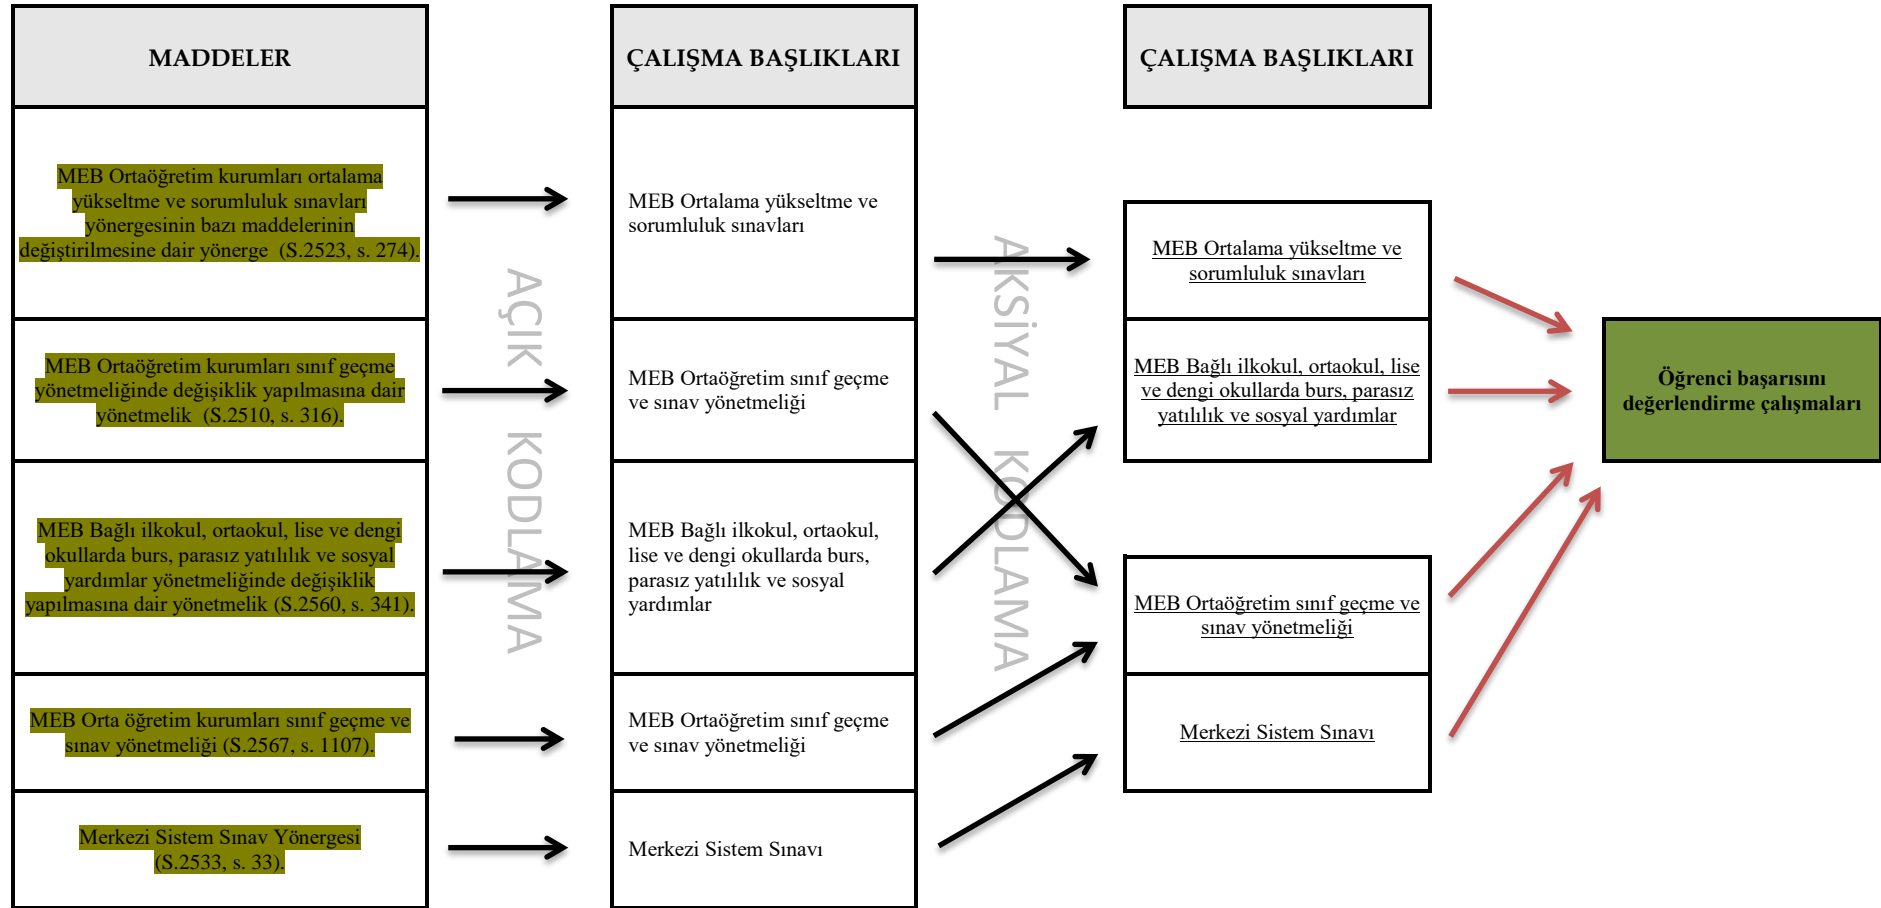 MADDELER
MEB Ortaöğretim kurumları ortalama
yükseltme ve sorumluluk sınavları
yönergesinin bazı maddelerinin
değiştirilmesine dair yönerge (S.2523, s. 274).
MEB Ortaöğretim kurumları sınıf geçme
yönetmeliğinde değişiklik yapılmasına dair
yönetmelik (S.2510, s. 316).
MEB Bağlı ilkokul, ortaokul, lise ve dengi
okullarda burs, parasız yatılılık ve sosyal
yardımlar yönetmeliğinde değişiklik
yapılmasına dair yönetmelik (S.2560, s. 341).
MEB Orta öğretim kurumları sınıf geçme ve
sınav yönetmeliği (S.2567, s. 1107).
Merkezi Sistem Sınav Yönergesi
(S.2533, s. 33).
AÇIK KODLAMA
ÇALIŞMA BAŞLIKLARI
MEB Ortalama yükseltme ve
sorumluluk sınavları
MEB Ortaöğretim sınıf geçme
ve sınav yönetmeliği
MEB Bağlı ilkokul, ortaokul,
lise ve dengi okullarda burs,
parasız yatılılık ve sosyal
yardımlar
MEB Ortaöğretim sınıf geçme
ve sınav yönetmeliği
Merkezi Sistem Sınavı
AKSİYAL KODLAMA
ÇALIŞMA BAŞLIKLARI
MEB Ortalama yükseltme ve
sorumluluk sınavları
MEB Bağlı ilkokul, ortaokul, lise
ve dengi okullarda burs, parasız
yatılılık ve sosyal yardımlar
MEB Ortaöğretim sınıf geçme ve
sınav yönetmeliği
Merkezi Sistem Sınavı
Öğrenci başarısını
değerlendirme çalışmaları